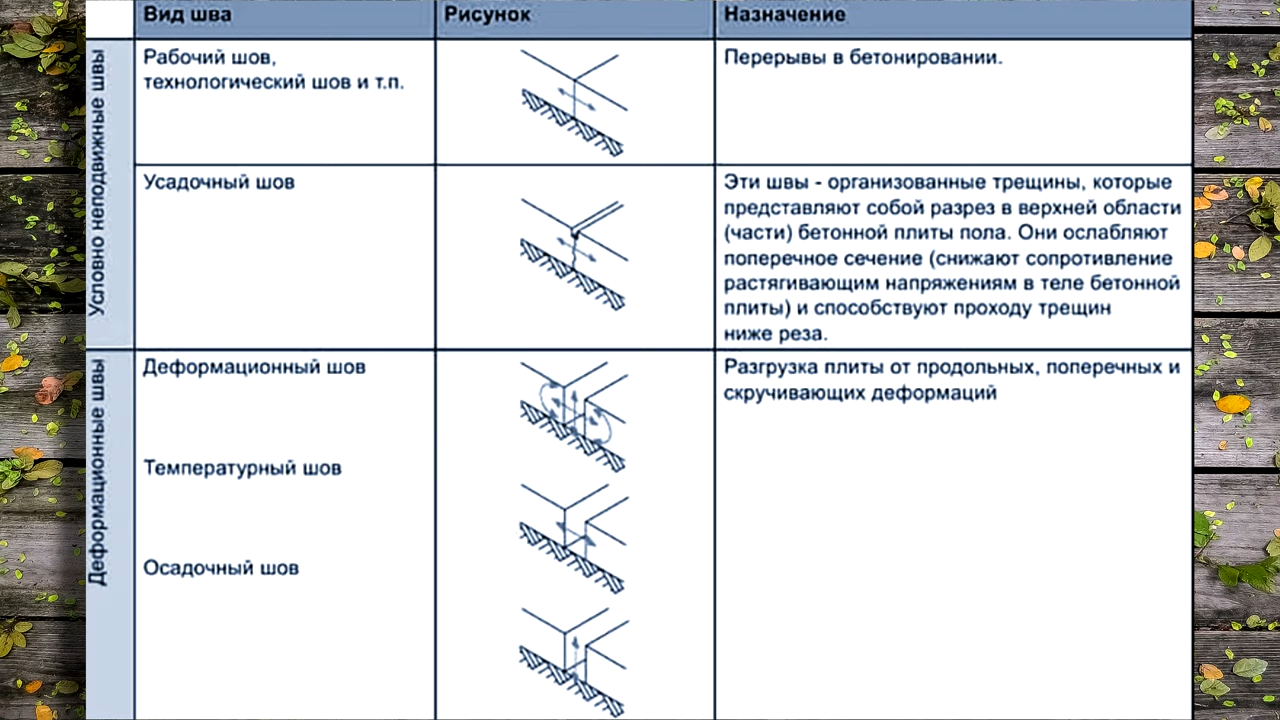 Вид шва
Рисунок
Назначение
Условно неподвижные швы
Рабочий шов,
технологический шов и т.п.
Перерывы в бетонировании.
Усадочный шов
Эти швы - организованные трещины, которые
представляют собой разрез в верхней области
(части) бетонной плиты пола. Они ослабляют
поперечное сечение (снижают сопротивление
растягивающим напряжениям в теле бетонной
плиты) и способствуют проходу трещин
ниже реза.
Деформационные швы
Деформационный шов
Разгрузка плиты от продольных, поперечных и
скручивающих деформаций
Температурный шов
Осадочный шов